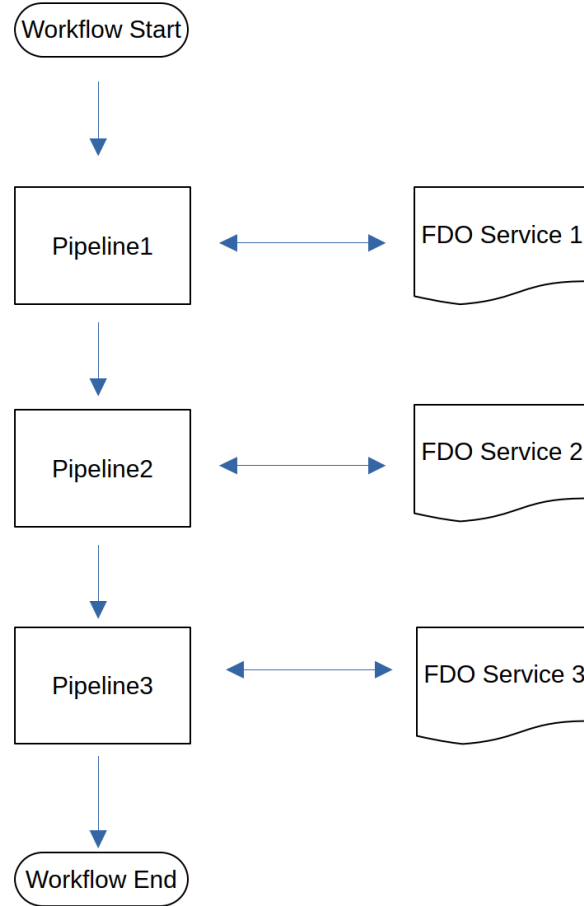 Workflow Start
Pipeline1
FDO Service 1
Pipeline2
FDO Service 2
Pipeline3
FDO Service 3
Workflow End